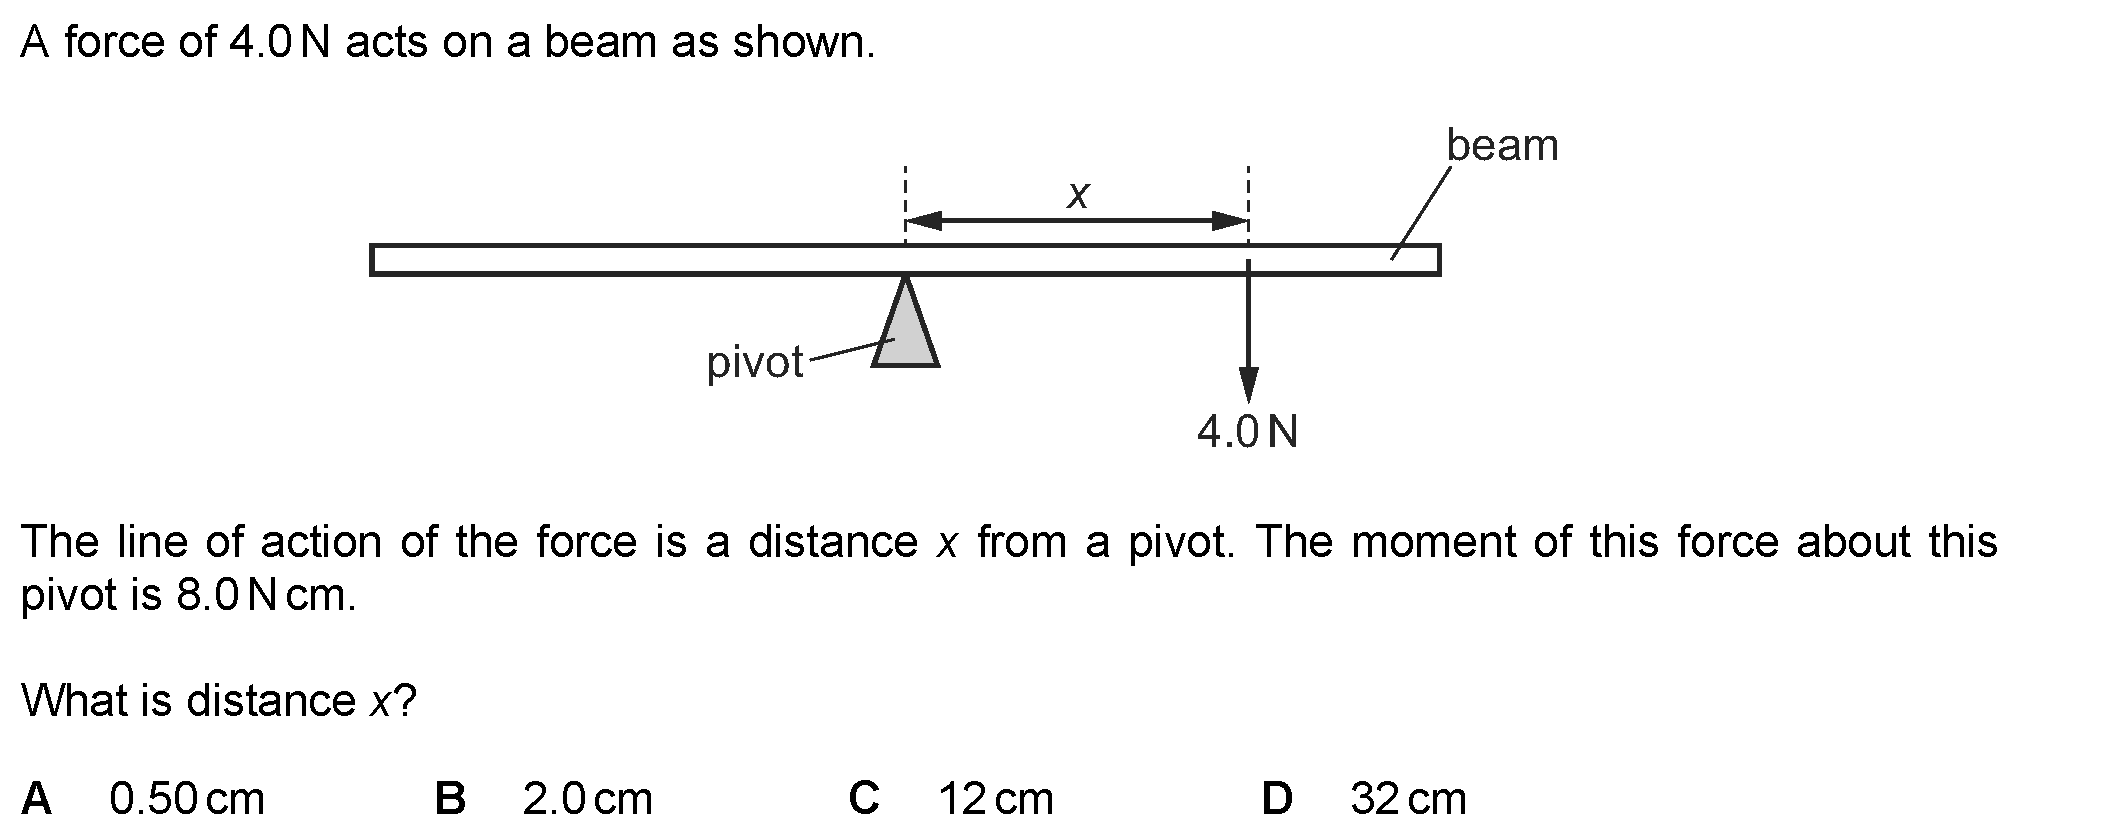 A force of 4.0 N acts on a beam as shown.
beam
x
pivot
4.0 N
The line of action of the force is a distance x from a pivot. The moment of this force about this
pivot is 8.0 N cm.
What is distance x?
A 0.50 cm B 2.0 cm C 12 cm D 32 cm